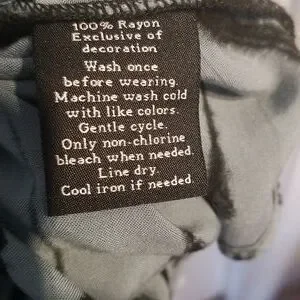 100% Rayon
Exclusive of
decoration
Wash once
before wearing.
Machine wash cold
with like colors.
Gentle cycle.
Only non-chlorine
bleach when needed.
Line dry.
Cool iron if needed.